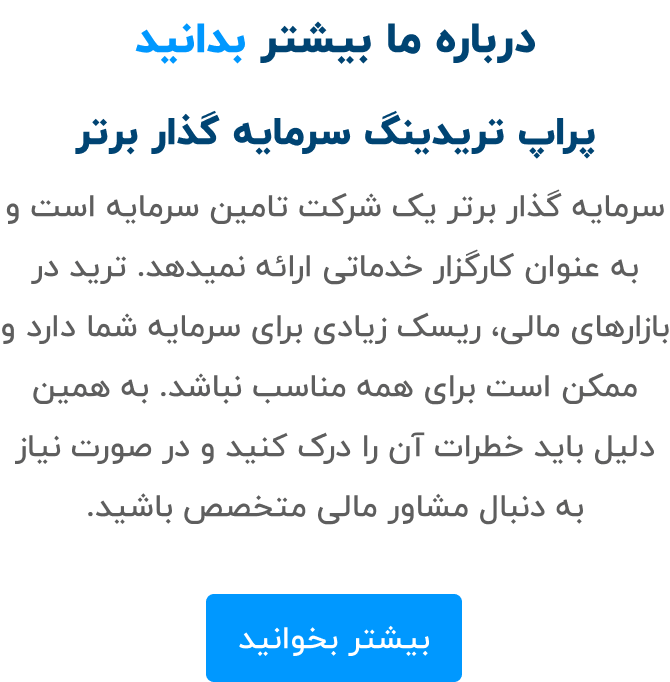 درباره ما بیشتر بدانید
پراپ تریدینگ سرمایه گذار برتر
سرمایه گذار برتر یک شرکت تامین سرمایه است و
به عنوان کارگزار خدماتی ارائه نمیدهد. ترید در
بازارهای مالی، ریسک زیادی برای سرمایه شما دارد و
ممکن است برای همه مناسب نباشد. به همین
دلیل باید خطرات آن را درک کنید و در صورت نیاز
به دنبال مشاور مالی متخصص باشید.
بیشتر بخوانید